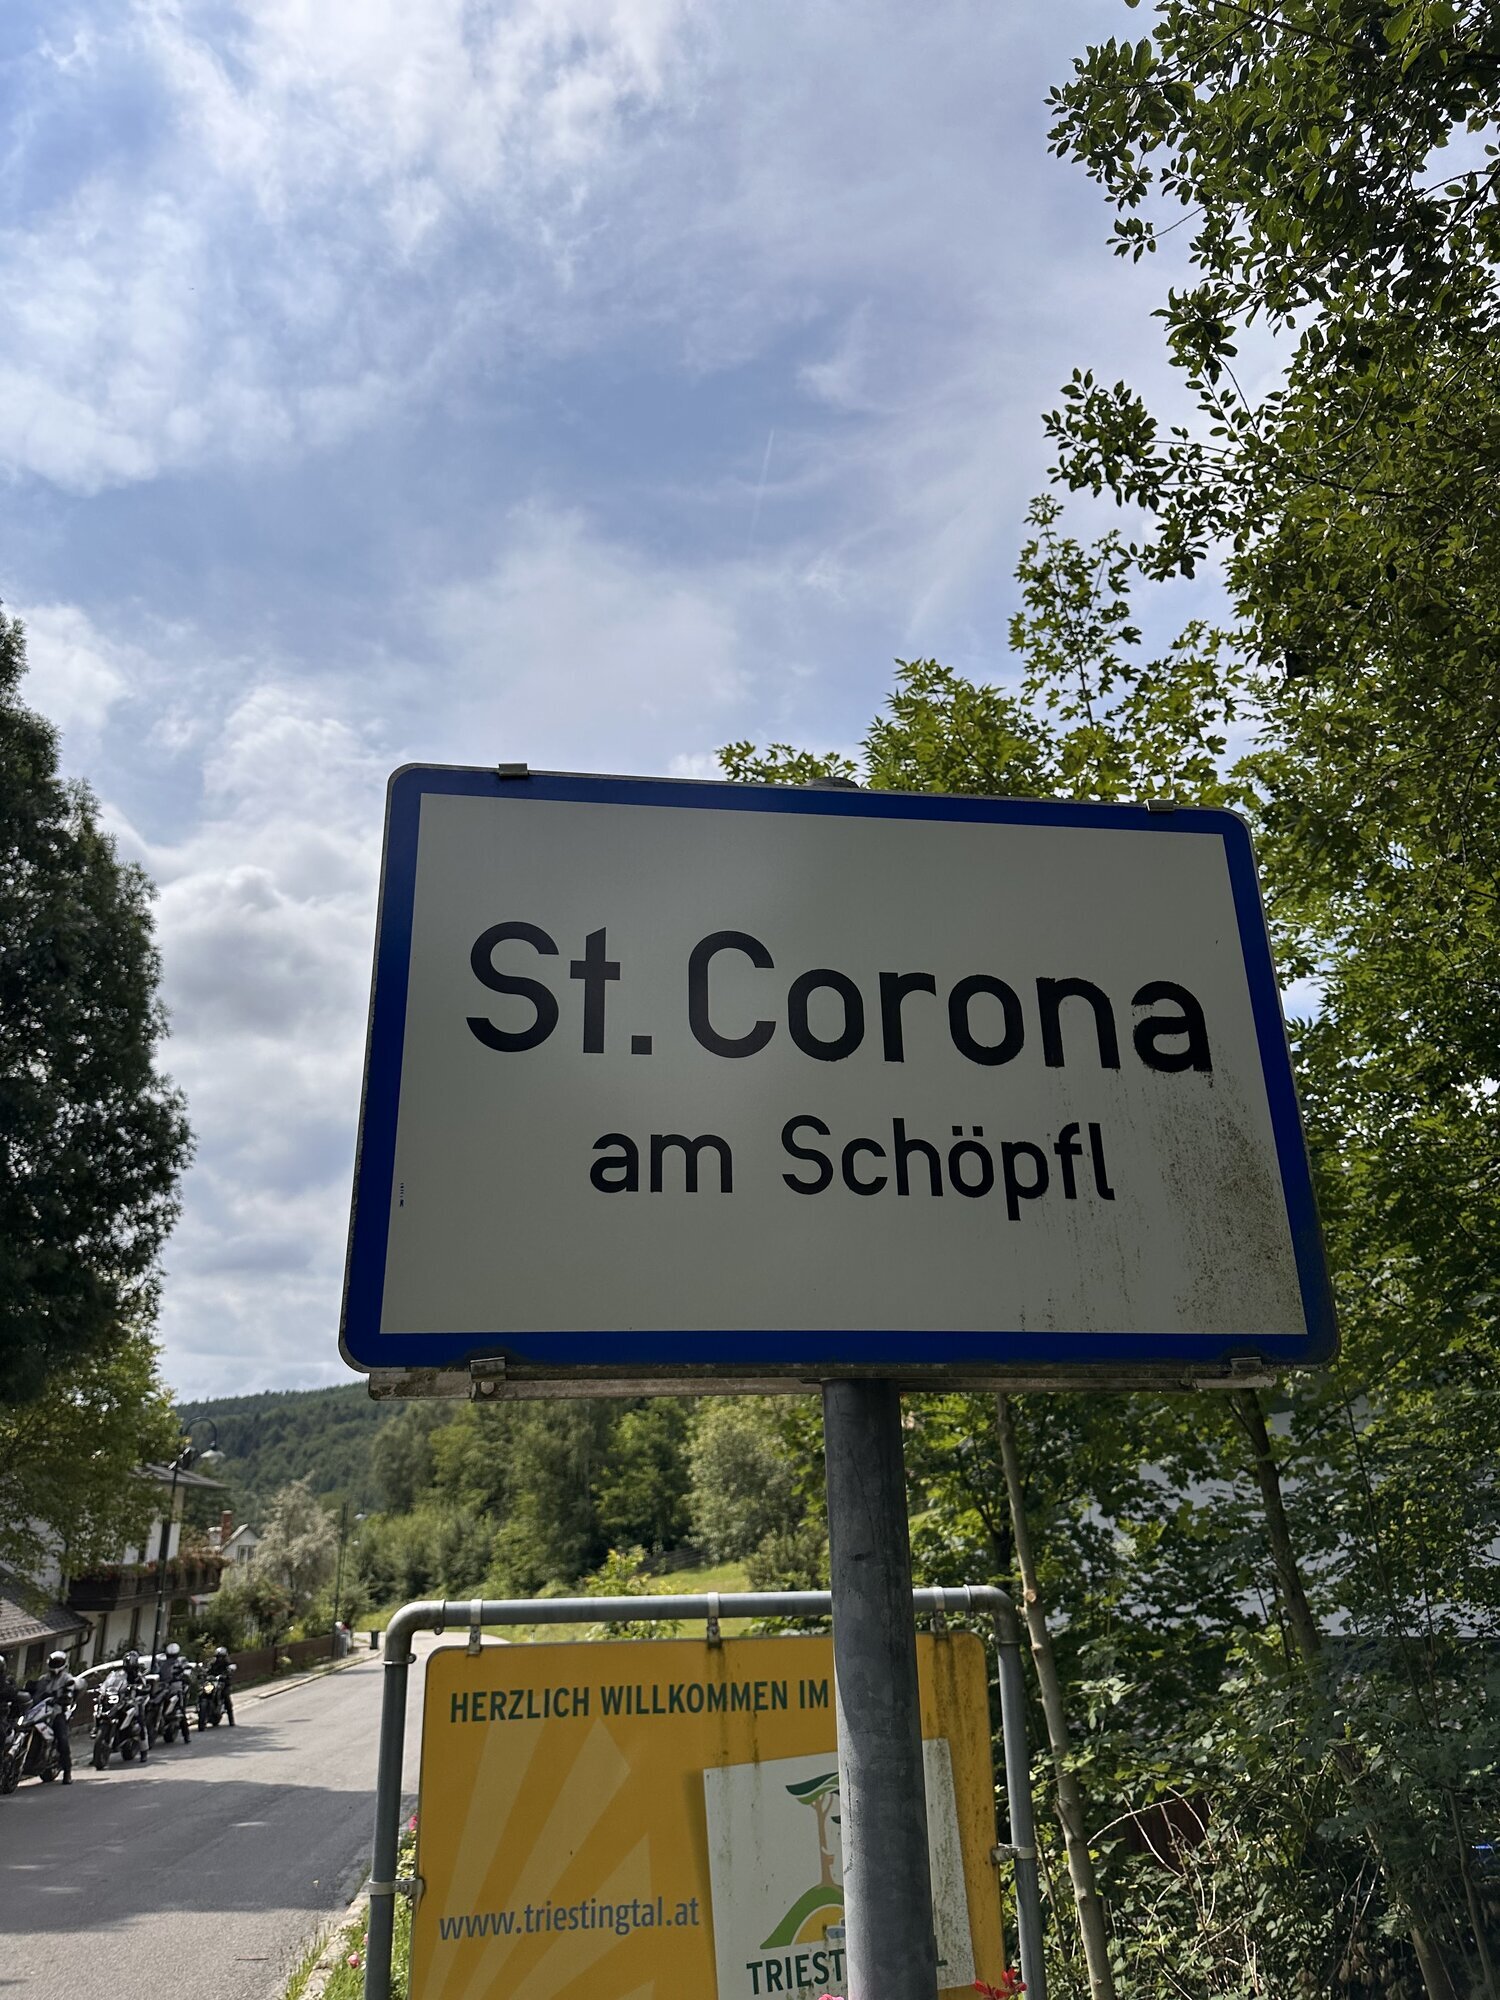 St. Corona
am Schöpfl
HERZLICH WILLKOMMEN IM
www.triestingtal.at